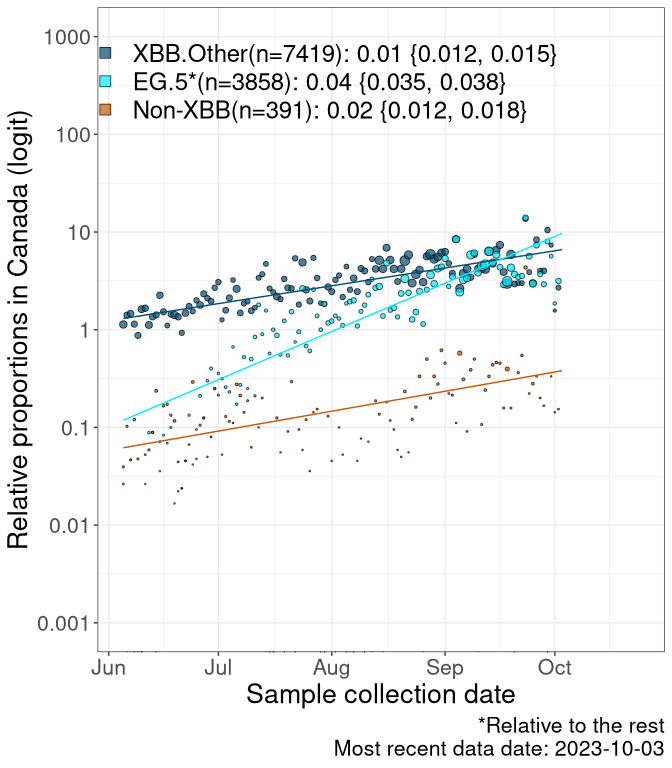 XBB.Other(n=7419): 0.01 {0.012, 0.015}
EG.5*(n=3858): 0.04 {0.035, 0.038}
Non-XBB(n=391): 0.02 {0.012, 0.018}
Relative proportions in Canada (logit)
1000
100
10
1
0.1
0.01
0.001
Jun Jul Aug Sep Oct
Sample collection date
*Relative to the rest
Most recent data date: 2023-10-03